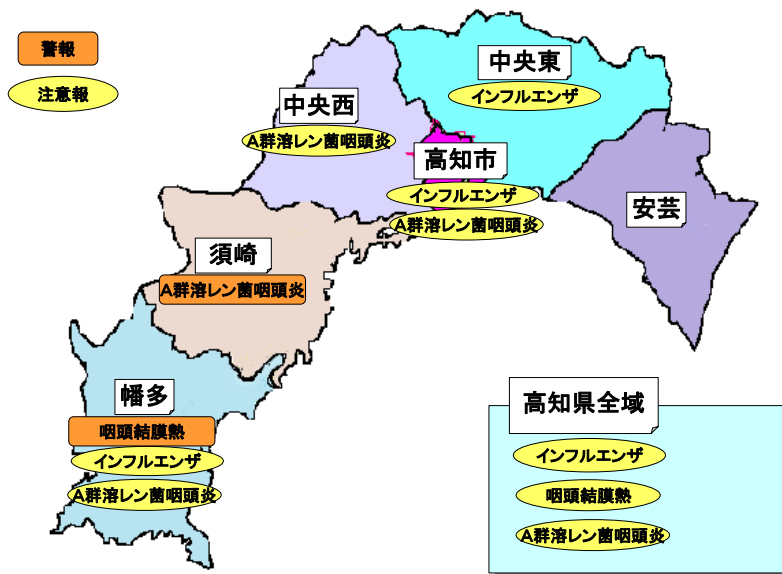 警報
注意報
中央東
インフルエンザ
中央西
A群溶レン菌咽頭炎
高知市
インフルエンザ
A群溶レン菌咽頭炎
安芸
須崎
A群溶レン菌咽頭炎
幡多
咽頭結膜熱
インフルエンザ
A群溶レン菌咽頭炎
高知県全域
インフルエンザ
咽頭結膜熱
A群溶レン菌咽頭炎